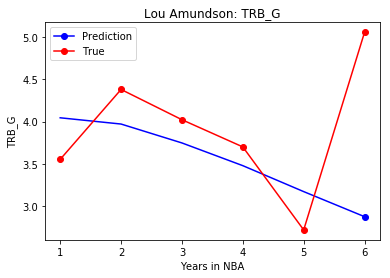 Lou Amundson: TRB_G
Prediction
True
5.0
4.5
4.0
3.5
3.0
TRB_G
1 2 3 4 5 6
Years in NBA